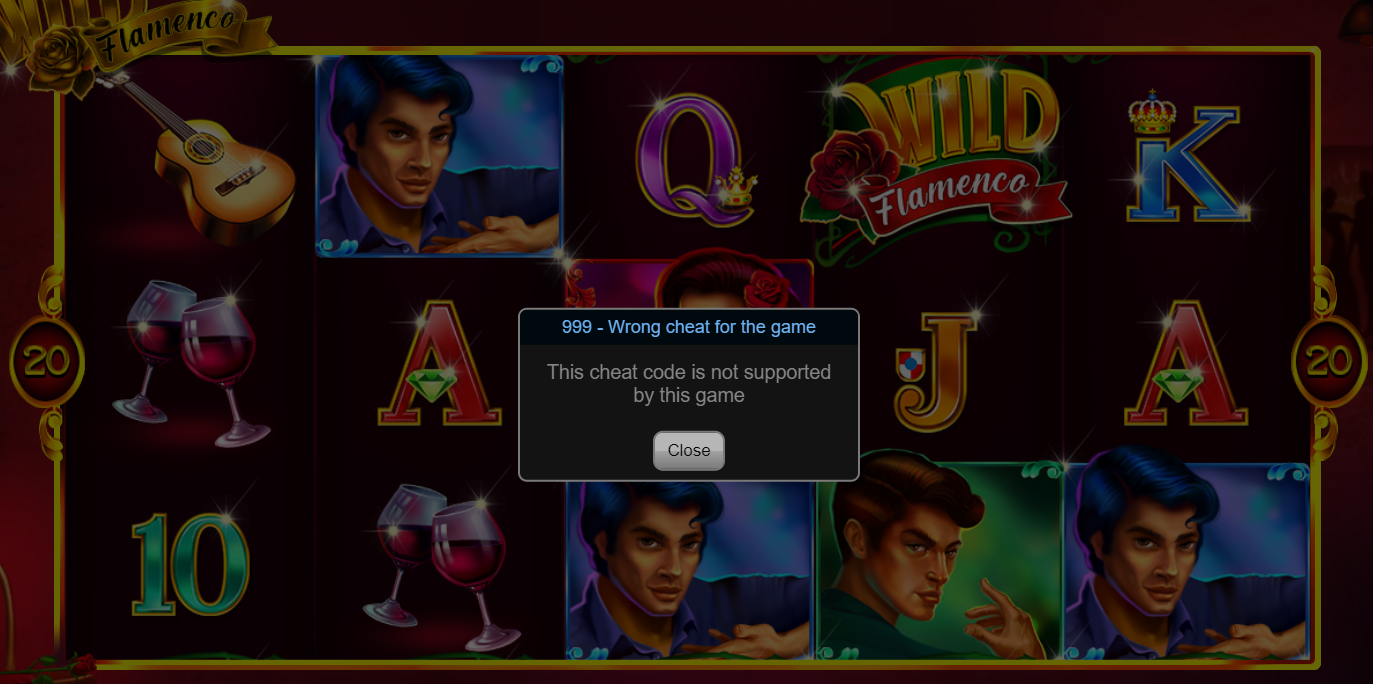 WILD
Flamenco
Q
WILD
Flamenco
K
20
A
999 - Wrong cheat for the game
This cheat code is not supported
by this game
Close
J
A
20
10